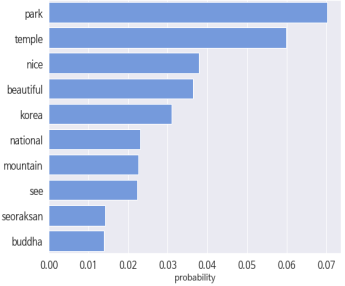 park
temple
nice
beautiful
korea
national
mountain
see
seoraksan
buddha
0.00 0.01 0.02 0.03 0.04 0.05 0.06 0.07
probability